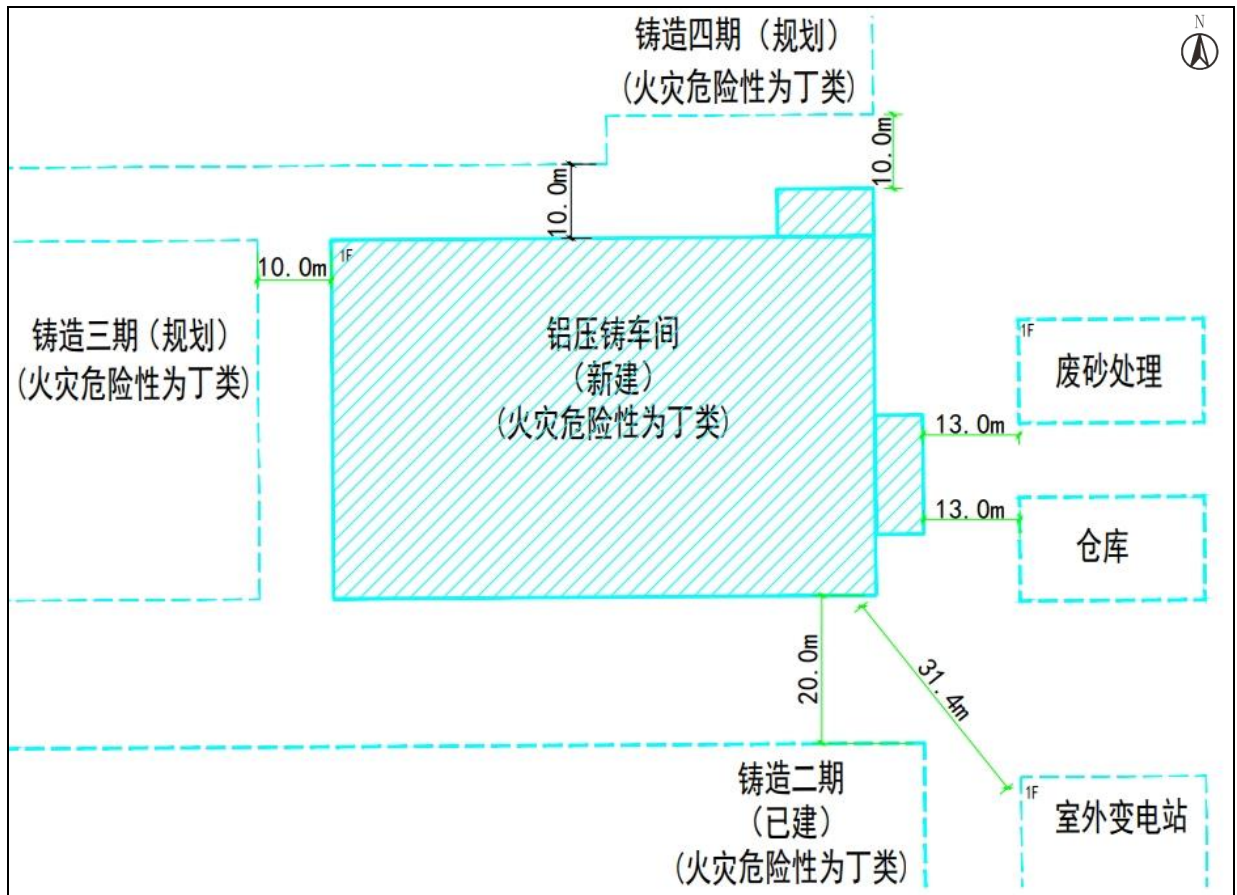 铸造四期（规划）
(火灾危险性为丁类)
N
10.0m
10.0m
10.0m
1F
铸造三期（规划）
(火灾危险性为丁类)
铝压铸车间
（新建）
(火灾危险性为丁类)
1F
废砂处理
13.0m
13.0m
仓库
20.0m
31.4m
铸造二期
（已建）
(火灾危险性为丁类)
1F
室外变电站